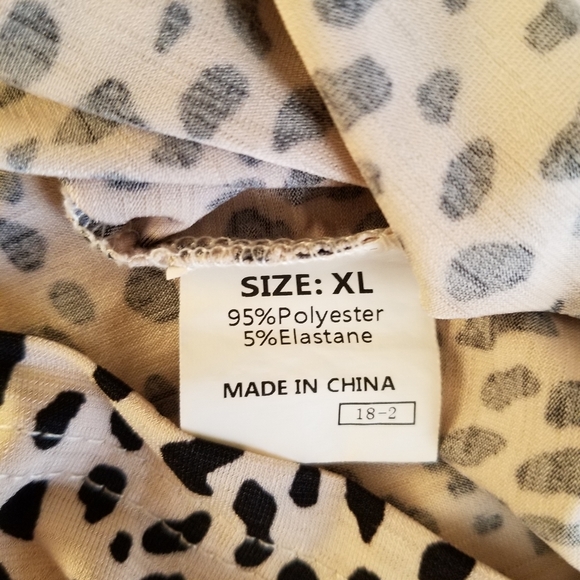 SIZE: XL
95%Polyester
5%Elastane
MADE IN CHINA
18-2